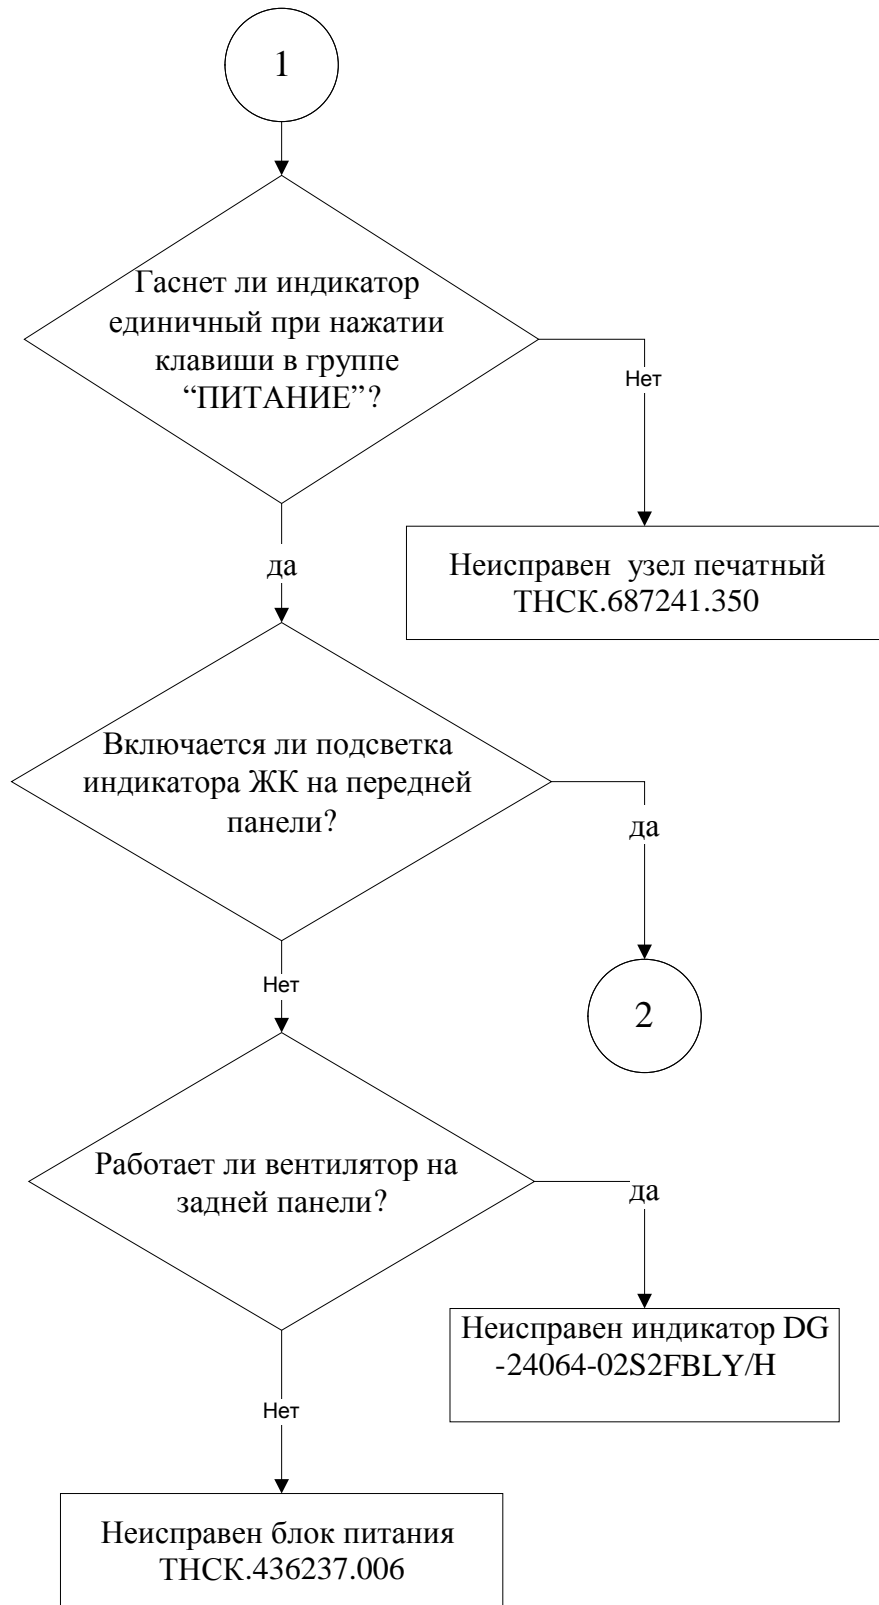 1
Гаснет ли индикатор
единичный при нажатии
клавиши в группе
“ПИТАНИЕ”?
Нет
Неисправен узел печатный
ТНСК.687241.350
да
Включается ли подсветка
индикатора ЖК на передней
панели?
да
Нет
2
Работает ли вентилятор на
задней панели?
да
Неисправен индикатор DG
-24064-02S2FBLY/H
Нет
Неисправен блок питания
ТНСК.436237.006